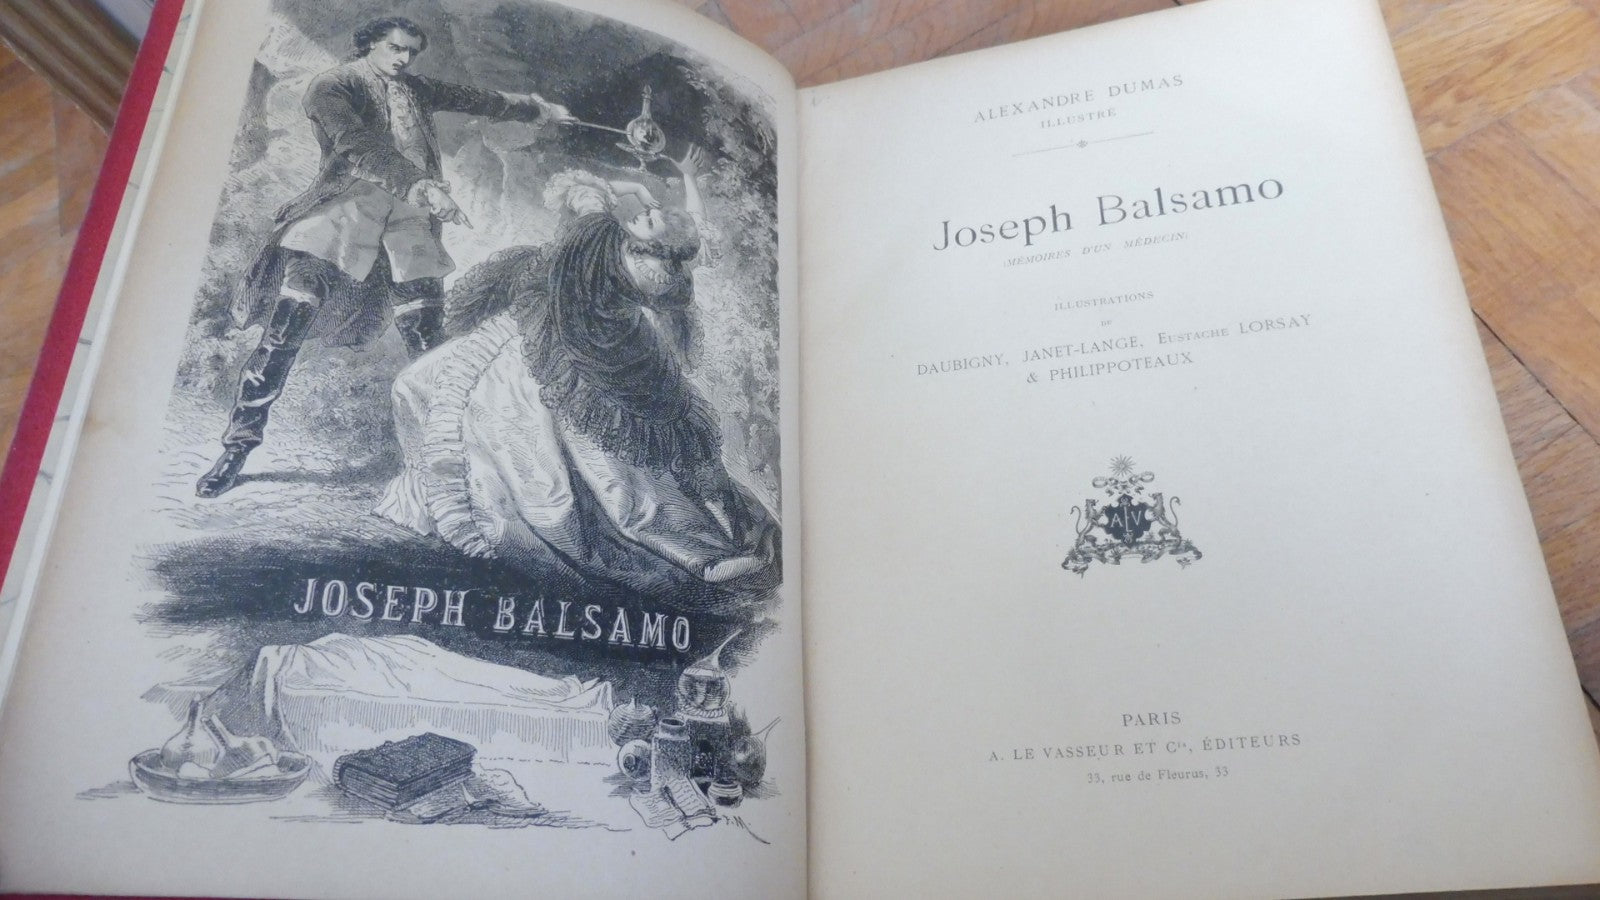 JOSEPH BALSAMO
J.M
ALEXANDRE DUMAS
ILLUSTRÉ
Joseph Balsamo
(MÉMOIRES D'UN MÉDECIN)
ILLUSTRATIONS
DE
DAUBIGNY, JANET-LANGE, EUSTACHE LORSAY
& PHILIPPOTEAUX
A L V
PARIS
A. LE VASSEUR ET Cie, ÉDITEURS
33, rue de Fleurus, 33